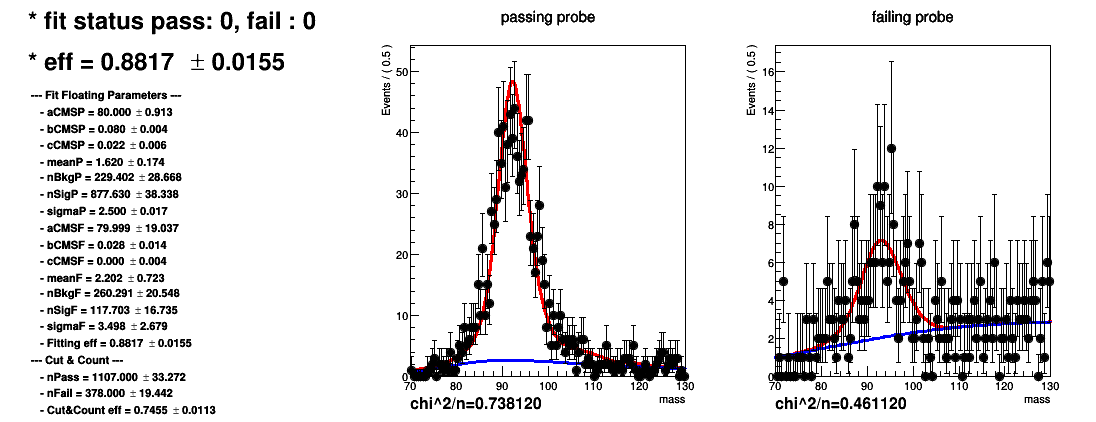 * fit status pass: 0, fail : 0
* eff = 0.8817 ± 0.0155
--- Fit Floating Parameters ---
- aCMSP = 80.000 ± 0.913
- bCMSP = 0.080 ± 0.004
- cCMSP = 0.022 ± 0.006
- meanP = 1.620 ± 0.174
- nBkgP = 229.402 ± 28.668
- nSigP = 877.630 ± 38.338
- sigmaP = 2.500 ± 0.017
- aCMSF = 79.999 ± 19.037
- bCMSF = 0.028 ± 0.014
- cCMSF = 0.000 ± 0.004
- meanF = 2.202 ± 0.723
- nBkgF = 260.291 ± 20.548
- nSigF = 117.703 ± 16.735
- sigmaF = 3.498 ± 2.679
- Fitting eff = 0.8817 ± 0.0155
--- Cut & Count ---
- nPass = 1107.000 ± 33.272
- nFail = 378.000 ± 19.442
- Cut&Count eff = 0.7455 ± 0.0113
passing probe
Events / ( 0.5 )
50
40
30
20
10
0
70 80 90 100 110 120 130
mass
chi^2/n=0.738120
failing probe
Events / ( 0.5 )
16
14
12
10
8
6
4
2
0
70 80 90 100 110 120 130
mass
chi^2/n=0.461120